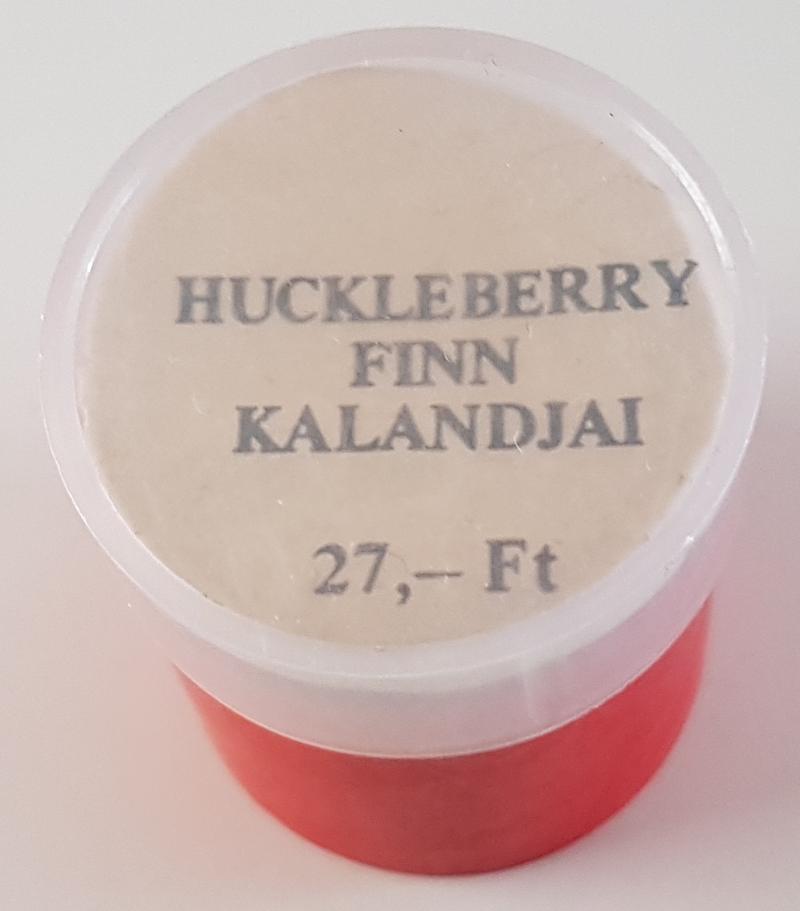 HUCKLEBERRY
FINN
KALANDJAI
27,– Ft